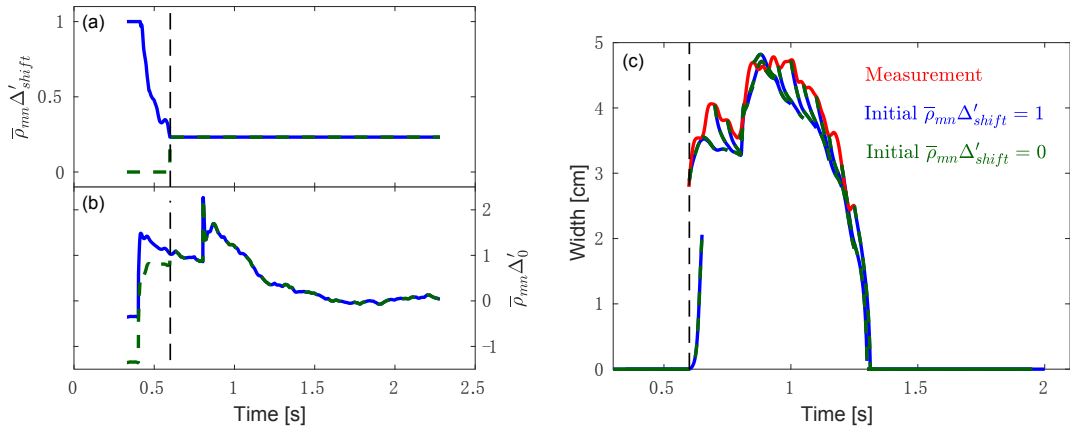 (a)
1
0.5
0
ρ̅mnΔ′shift
(b)
2
1
0
−1
ρ̅mnΔ′0
0 0.5 1 1.5 2 2.5
Time [s]
(c)
5
4
3
2
1
0
Width [cm]
Measurement
Initial ρ̅mnΔ′shift = 1
Initial ρ̅mnΔ′shift = 0
0.5 1 1.5 2
Time [s]